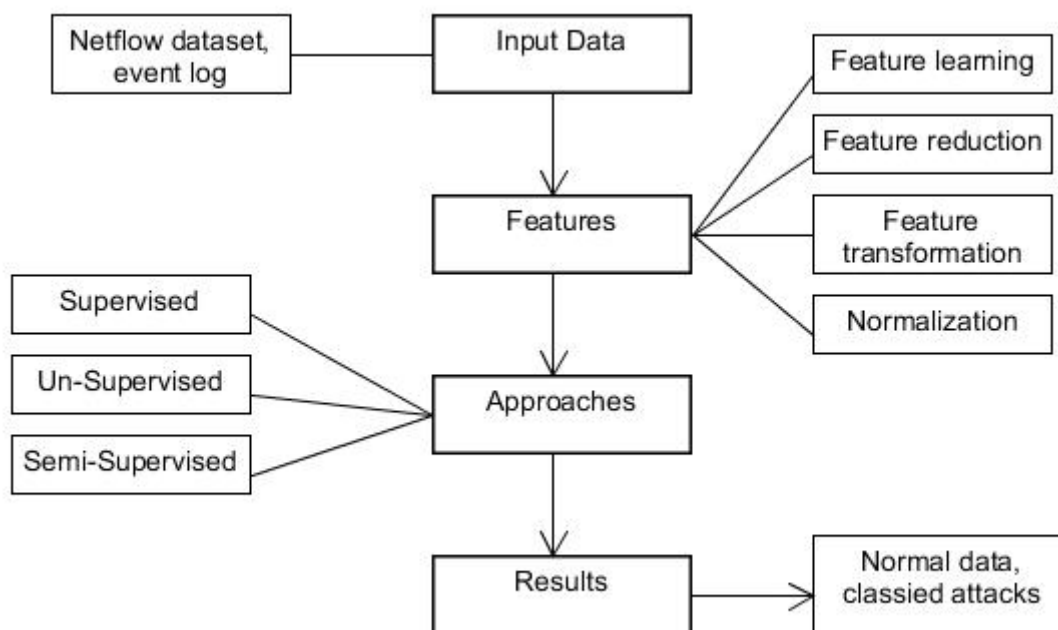 Netflow dataset,
event log
Input Data
Feature learning
Feature reduction
Features
Feature
transformation
Normalization
Supervised
Un-Supervised
Semi-Supervised
Approaches
Results
Normal data,
classied attacks